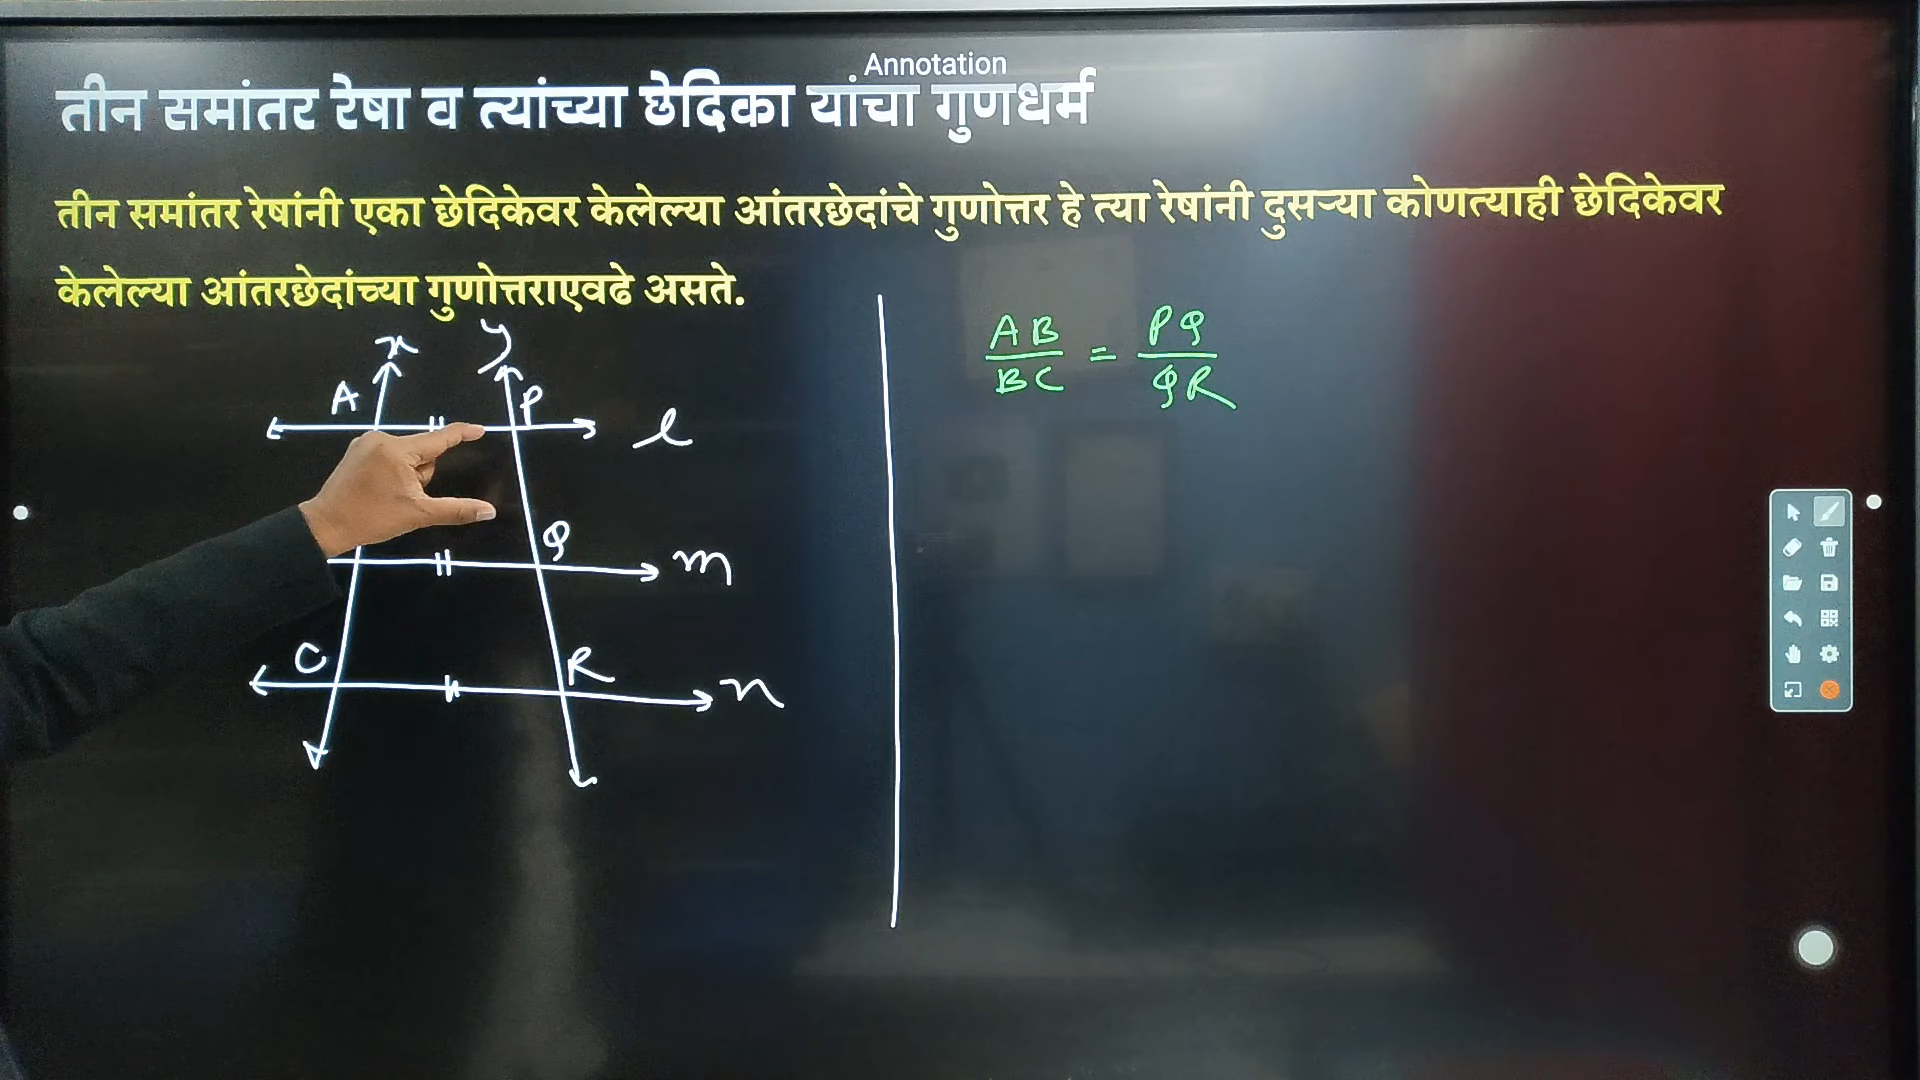 Annotation
तीन समांतर रेषा व त्यांच्या छेदिका यांचा गुणधर्म
तीन समांतर रेषांनी एका छेदिकेवर केलेल्या आंतरछेदांचे गुणोत्तर हे त्या रेषांनी दुसऱ्या कोणत्याही छेदिकेवर
केलेल्या आंतरछेदांच्या गुणोत्तराएवढे असते.
x y
A P l
Q m
C R n
AB/BC = PQ/QR